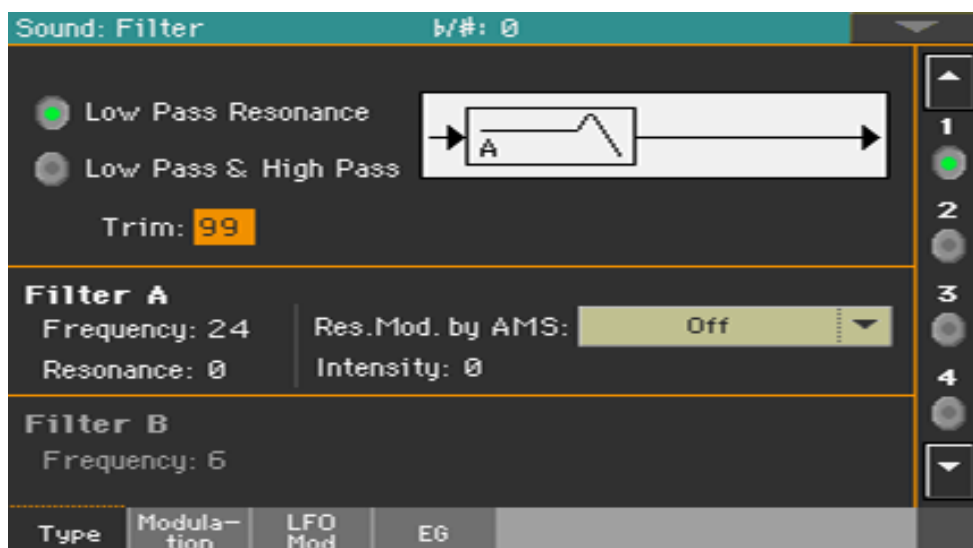 Sound: Filter
♭/#: 0
Low Pass Resonance
Low Pass & High Pass
A
Trim: 99
1
2
3
4
Filter A
Frequency: 24
Res.Mod. by AMS: Off
Resonance: 0
Intensity: 0
Filter B
Frequency: 6
Type
Modula-
tion
LFO
Mod
EG